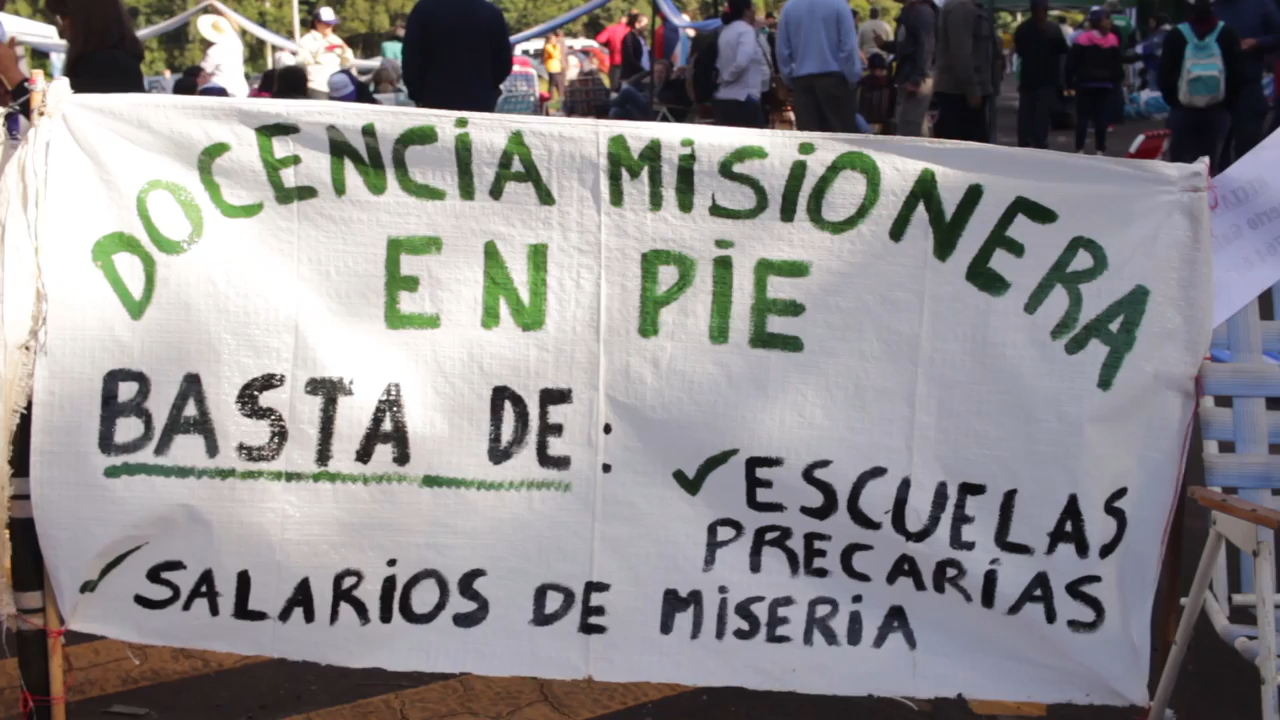 DOCENCIA MISIONERA
EN PIE
BASTA DE:
✓ESCUELAS
PRECARIAS
✓SALARIOS DE MISERIA